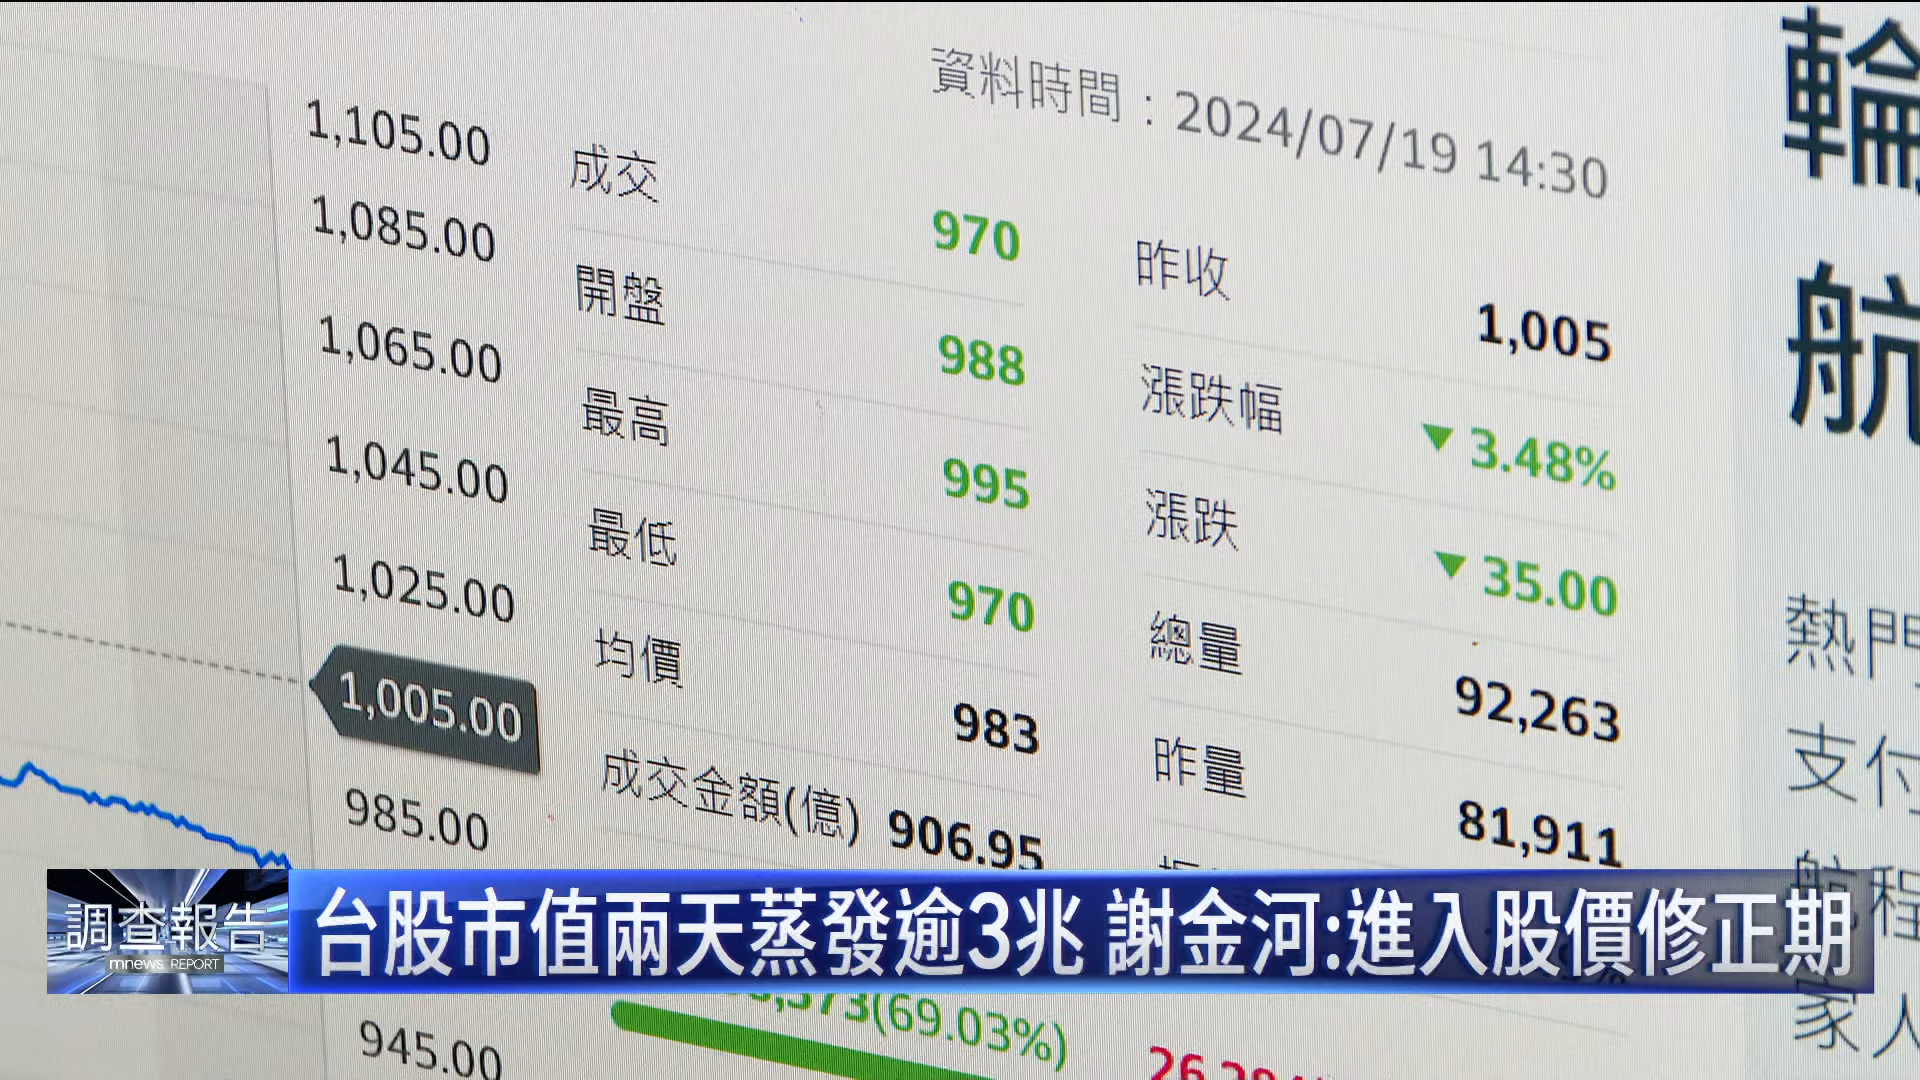 資料時間：2024/07/19 14:30
1,105.00
1,085.00
1,065.00
1,045.00
1,025.00
1,005.00
985.00
945.00
成交 970
開盤 988
最高 995
最低 970
均價 983
成交金額(億) 906.95
昨收 1,005
漲跌幅 ▼3.48%
漲跌 ▼35.00
總量 92,263
昨量 81,911
(69.03%)
輪
航
熱門
支付
航程
家人
調查報告
mnews REPORT
台股市值兩天蒸發逾3兆 謝金河:進入股價修正期